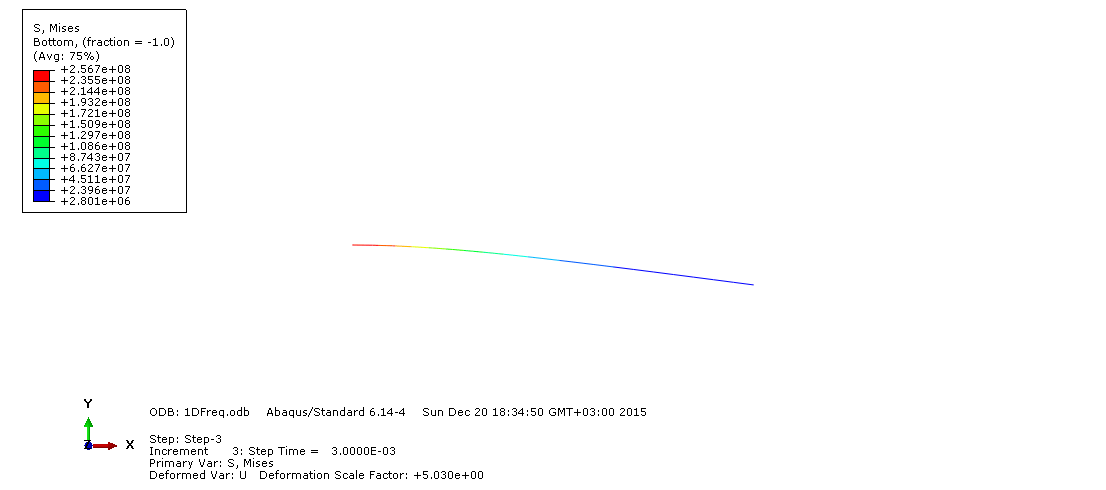 S, Mises
Bottom, (fraction = -1.0)
(Avg: 75%)
+2.567e+08
+2.355e+08
+2.144e+08
+1.932e+08
+1.721e+08
+1.509e+08
+1.297e+08
+1.086e+08
+8.743e+07
+6.627e+07
+4.511e+07
+2.396e+07
+2.801e+06
Y
X
ODB: 1DFreq.odb    Abaqus/Standard 6.14-4    Sun Dec 20 18:34:50 GMT+03:00 2015
Step: Step-3
Increment      3: Step Time =   3.0000E-03
Primary Var: S, Mises
Deformed Var: U   Deformation Scale Factor: +5.030e+00